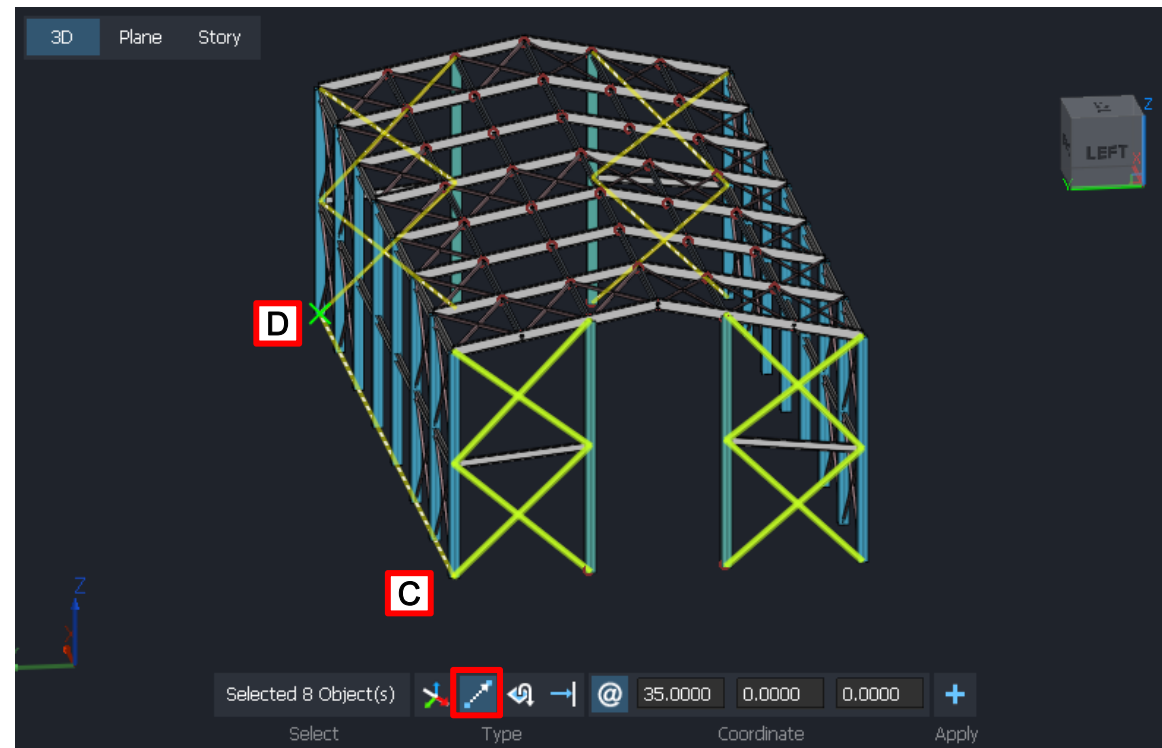 3D Plane Story
Z
LEFT
X
Y
D
C
Z
X
Selected 8 Object(s) @ 35.0000 0.0000 0.0000 +
Select Type Coordinate Apply